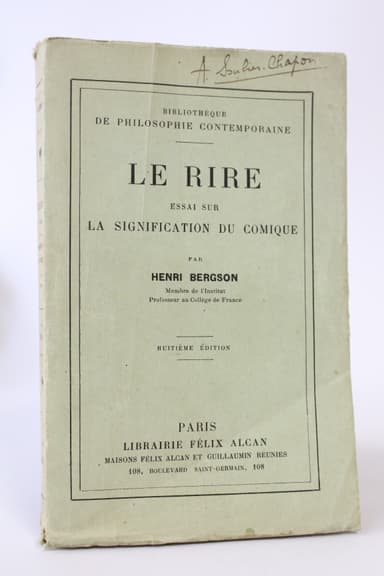 A
Chapon
BIBLIOTHÈQUE
DE PHILOSOPHIE CONTEMPORAINE
LE RIRE
ESSAI SUR
LA SIGNIFICATION DU COMIQUE
PAR
HENRI BERGSON
Membre de l'Institut
Professeur au Collège de France
HUITIÈME ÉDITION
PARIS
LIBRAIRIE FÉLIX ALCAN
MAISONS FÉLIX ALCAN ET GUILLAUMIN RÉUNIES
108, BOULEVARD SAINT-GERMAIN, 108